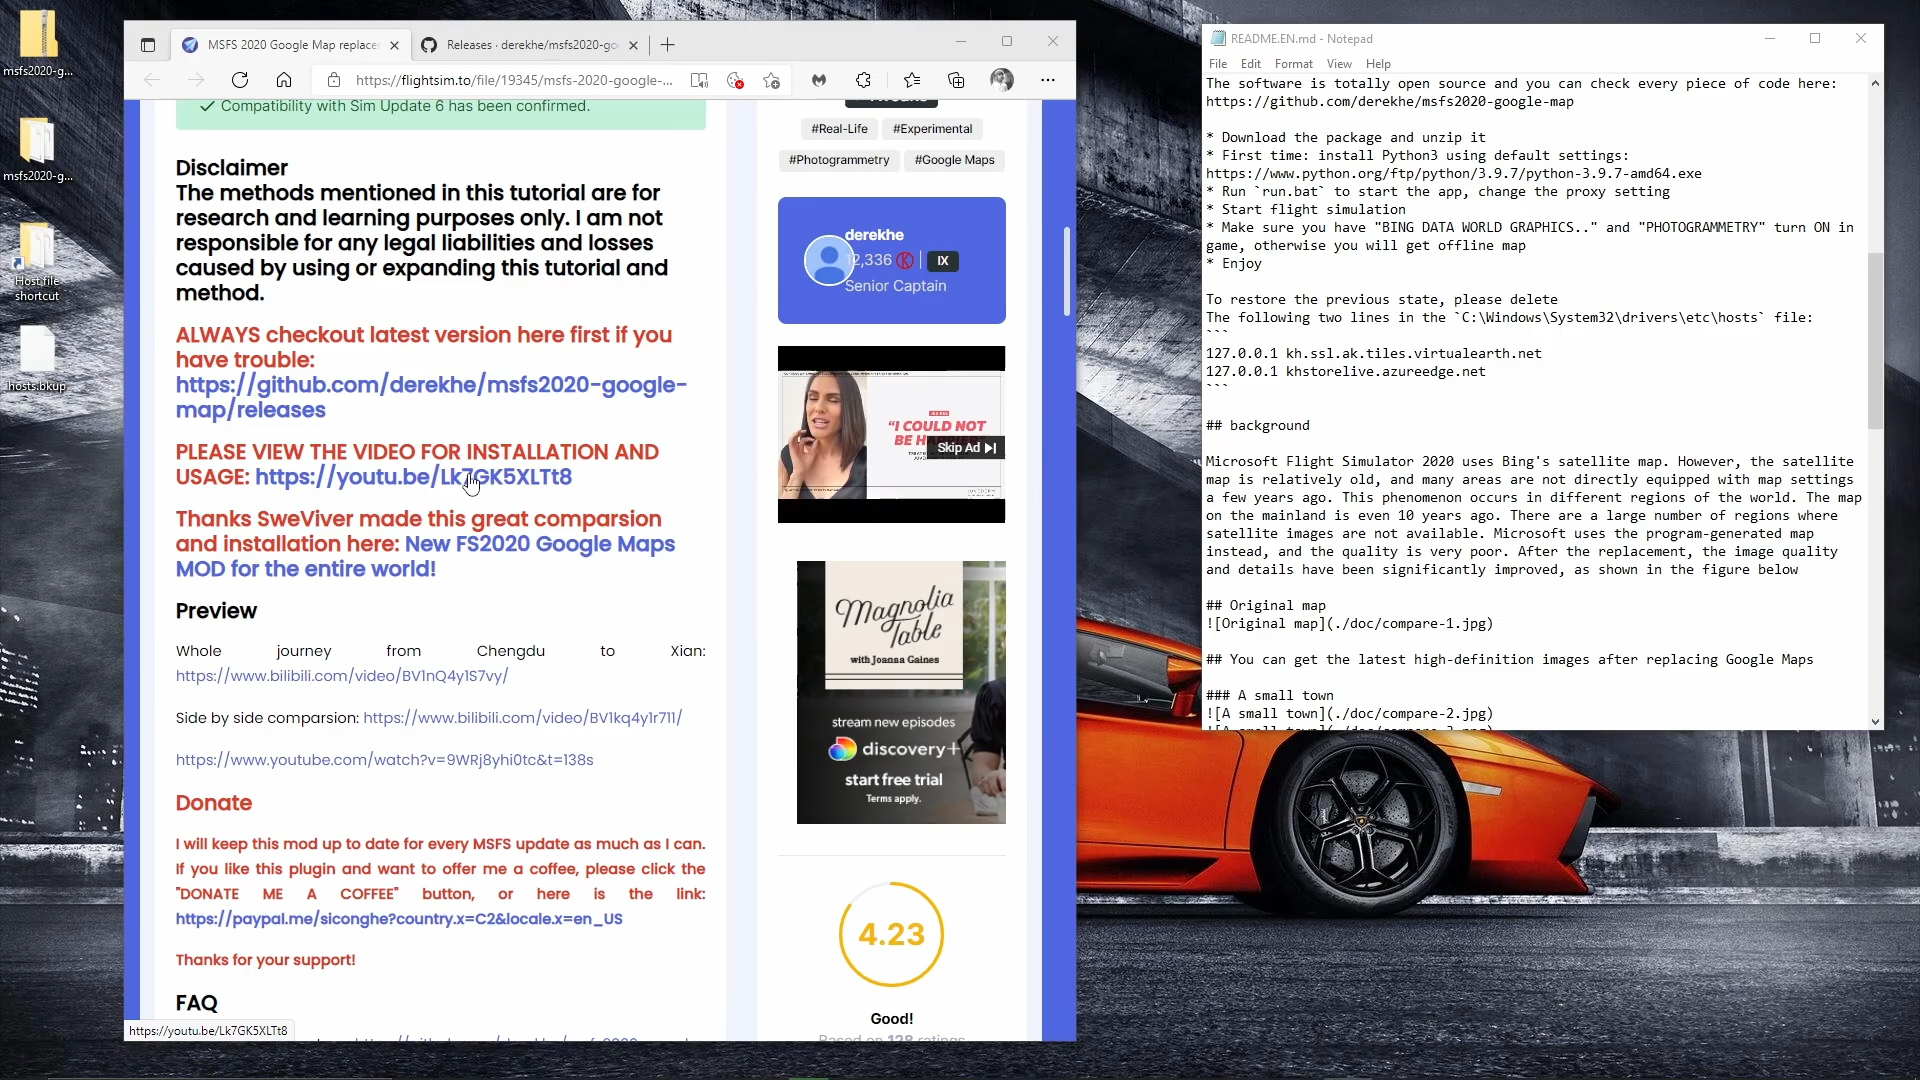 msfs2020-g...
msfs2020-g...
Host file
shortcut
hosts.bkup
MSFS 2020 Google Map replacer
Releases · derekhe/msfs2020-go
https://flightsim.to/file/19345/msfs-2020-google-...
Compatibility with Sim Update 6 has been confirmed.
Disclaimer
The methods mentioned in this tutorial are for
research and learning purposes only. I am not
responsible for any legal liabilities and losses
caused by using or expanding this tutorial and
method.
ALWAYS checkout latest version here first if you
have trouble:
https://github.com/derekhe/msfs2020-google-
map/releases
PLEASE VIEW THE VIDEO FOR INSTALLATION AND
USAGE: https://youtu.be/Lk7GK5XLTt8
Thanks SweViver made this great comparsion
and installation here: New FS2020 Google Maps
MOD for the entire world!
Preview
Whole journey from Chengdu to Xian:
https://www.bilibili.com/video/BV1nQ4y1S7vy/
Side by side comparsion: https://www.bilibili.com/video/BV1kq4y1r711/
https://www.youtube.com/watch?v=9WRj8yhi0tc&t=138s
Donate
I will keep this mod up to date for every MSFS update as much as I can.
If you like this plugin and want to offer me a coffee, please click the
"DONATE ME A COFFEE" button, or here is the link:
https://paypal.me/siconghe?country.x=C2&locale.x=en_US
Thanks for your support!
FAQ
https://youtu.be/Lk7GK5XLTt8
#Real-Life
#Experimental
#Photogrammetry
#Google Maps
derekhe
12,336
IX
Senior Captain
"I COULD NOT
BE
Skip Ad
Magnolia
Table
with Joanna Gaines
stream new episodes
discovery+
start free trial
Terms apply.
4.23
Good!
Based on 128 ratings
README.EN.md - Notepad
File Edit Format View Help
The software is totally open source and you can check every piece of code here:
https://github.com/derekhe/msfs2020-google-map
* Download the package and unzip it
* First time: install Python3 using default settings:
https://www.python.org/ftp/python/3.9.7/python-3.9.7-amd64.exe
* Run `run.bat` to start the app, change the proxy setting
* Start flight simulation
* Make sure you have "BING DATA WORLD GRAPHICS.." and "PHOTOGRAMMETRY" turn ON in
game, otherwise you will get offline map
* Enjoy
To restore the previous state, please delete
The following two lines in the `C:\Windows\System32\drivers\etc\hosts` file:
```
127.0.0.1 kh.ssl.ak.tiles.virtualearth.net
127.0.0.1 khstorelive.azureedge.net
```
## background
Microsoft Flight Simulator 2020 uses Bing's satellite map. However, the satellite
map is relatively old, and many areas are not directly equipped with map settings
a few years ago. This phenomenon occurs in different regions of the world. The map
on the mainland is even 10 years ago. There are a large number of regions where
satellite images are not available. Microsoft uses the program-generated map
instead, and the quality is very poor. After the replacement, the image quality
and details have been significantly improved, as shown in the figure below
## Original map
![Original map](./doc/compare-1.jpg)
## You can get the latest high-definition images after replacing Google Maps
### A small town
![A small town](./doc/compare-2.jpg)